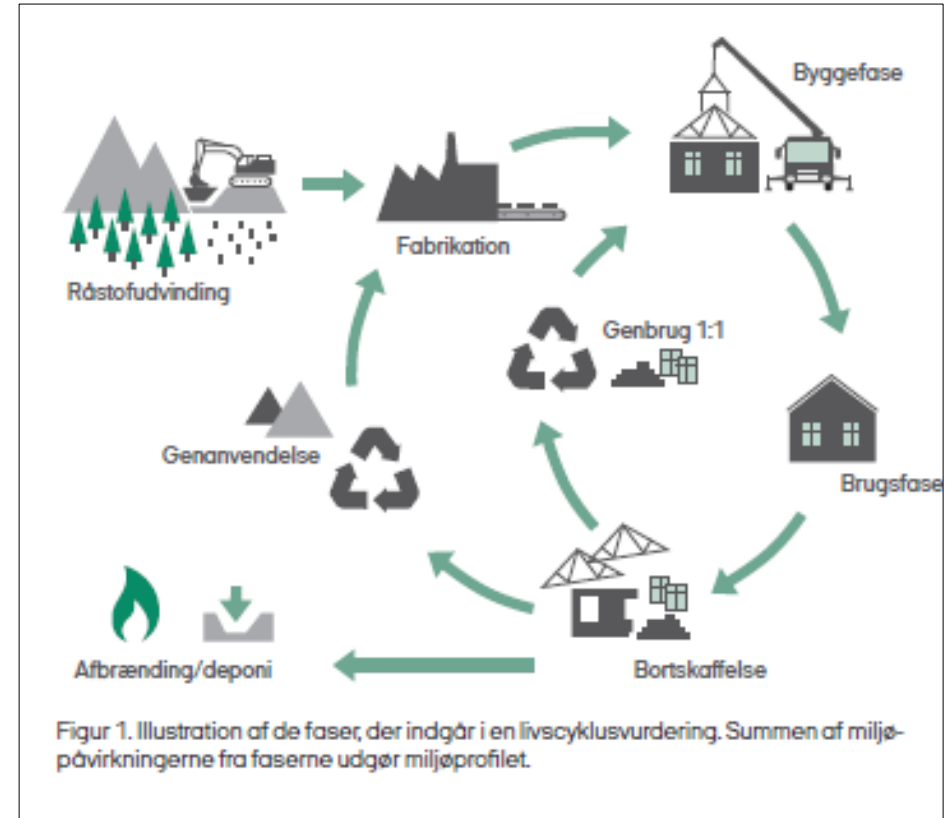 Byggefase
Fabrikation
Råstofudvinding
Genbrug 1:1
Genanvendelse
Brugsfase
Afbrænding/deponi
Bortskaffelse
Figur 1. Illustration af de faser, der indgår i en livscyklusvurdering. Summen af miljø-
påvirkningerne fra faserne udgør miljøprofilet.